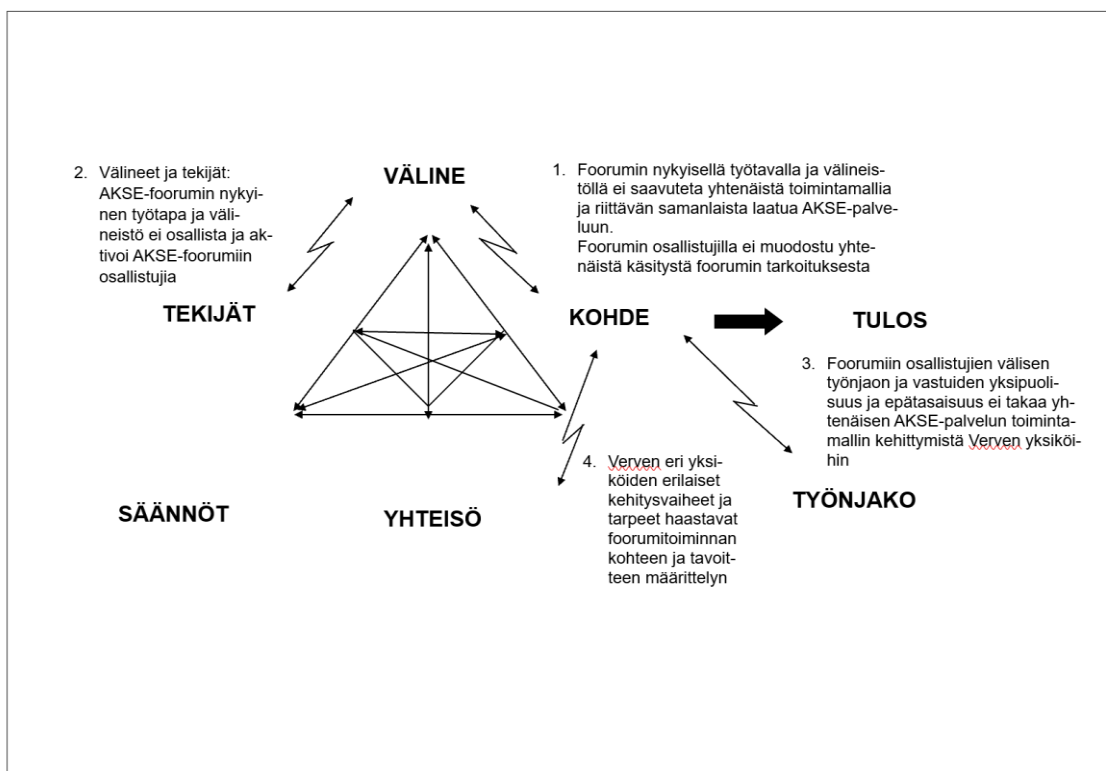 2. Välineet ja tekijät:
AKSE-foorumin nykyi-
nen työtapa ja väli-
neistö ei osallista ja ak-
tivoi AKSE-foorumiin
osallistujia
VÄLINE
1. Foorumin nykyisellä työtavalla ja välineis-
töllä ei saavuteta yhtenäistä toimintamallia
ja riittävän samanlaista laatua AKSE-palve-
luun.
Foorumin osallistujilla ei muodostu yhte-
näistä käsitystä foorumin tarkoituksesta
TEKIJÄT
KOHDE
TULOS
3. Foorumiin osallistujien välisen
työnjaon ja vastuiden yksipuoli-
suus ja epätasaisuus ei takaa yh-
tenäisen AKSE-palvelun toiminta-
mallin kehittymistä Verven yksiköi-
hin
4. Verven eri yksi-
köiden erilaiset
kehitysvaiheet ja
tarpeet haastavat
foorumitoiminnan
kohteen ja tavoit-
teen määrittelyn
SÄÄNNÖT
YHTEISÖ
TYÖNJAKO